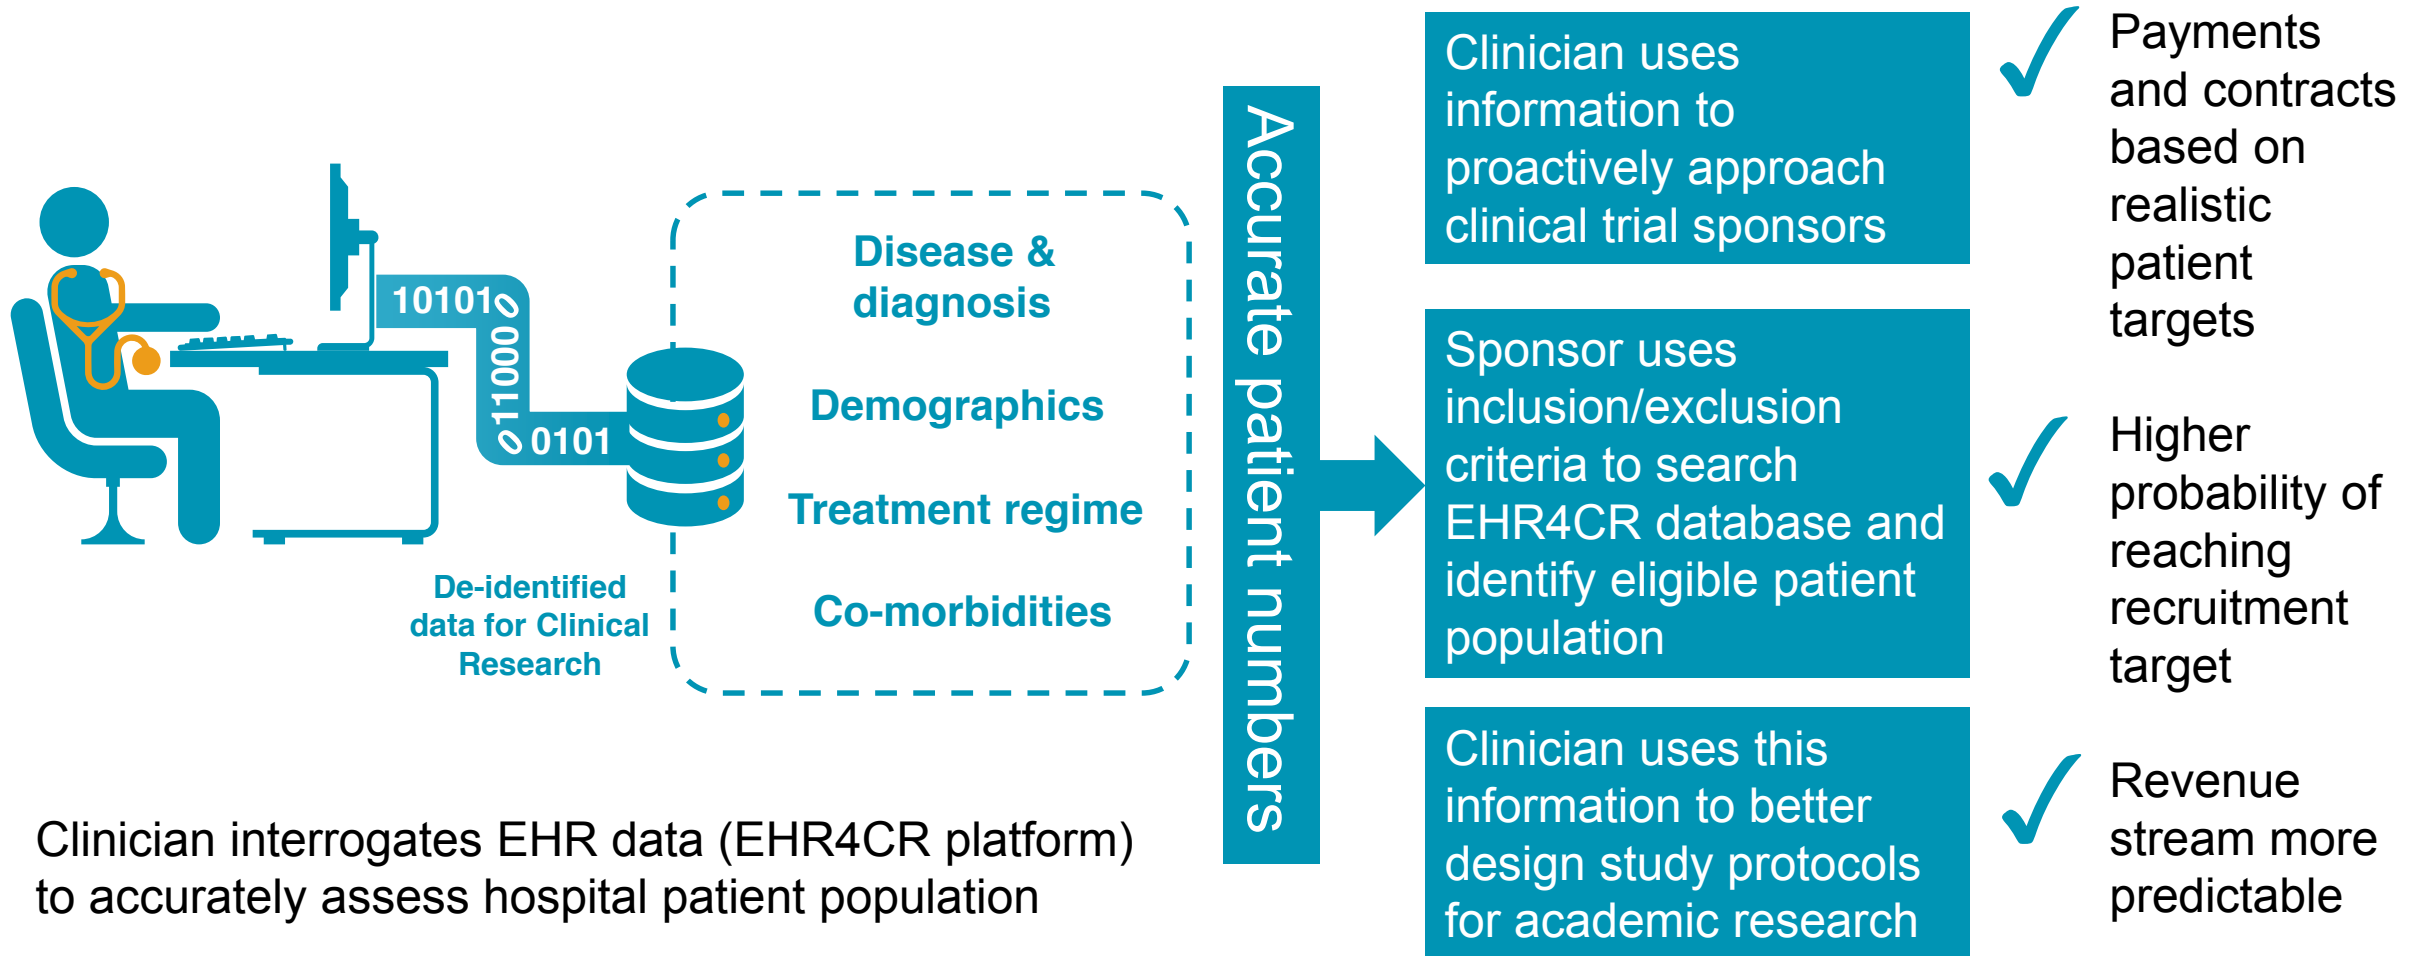 101010
110000
0101
De-identified
data for Clinical
Research
Disease &
diagnosis
Demographics
Treatment regime
Co-morbidities
Clinician interrogates EHR data (EHR4CR platform)
to accurately assess hospital patient population
Accurate patient numbers
Clinician uses
information to
proactively approach
clinical trial sponsors
Sponsor uses
inclusion/exclusion
criteria to search
EHR4CR database and
identify eligible patient
population
Clinician uses this
information to better
design study protocols
for academic research
Payments
and contracts
based on
realistic
patient
targets
Higher
probability of
reaching
recruitment
target
Revenue
stream more
predictable